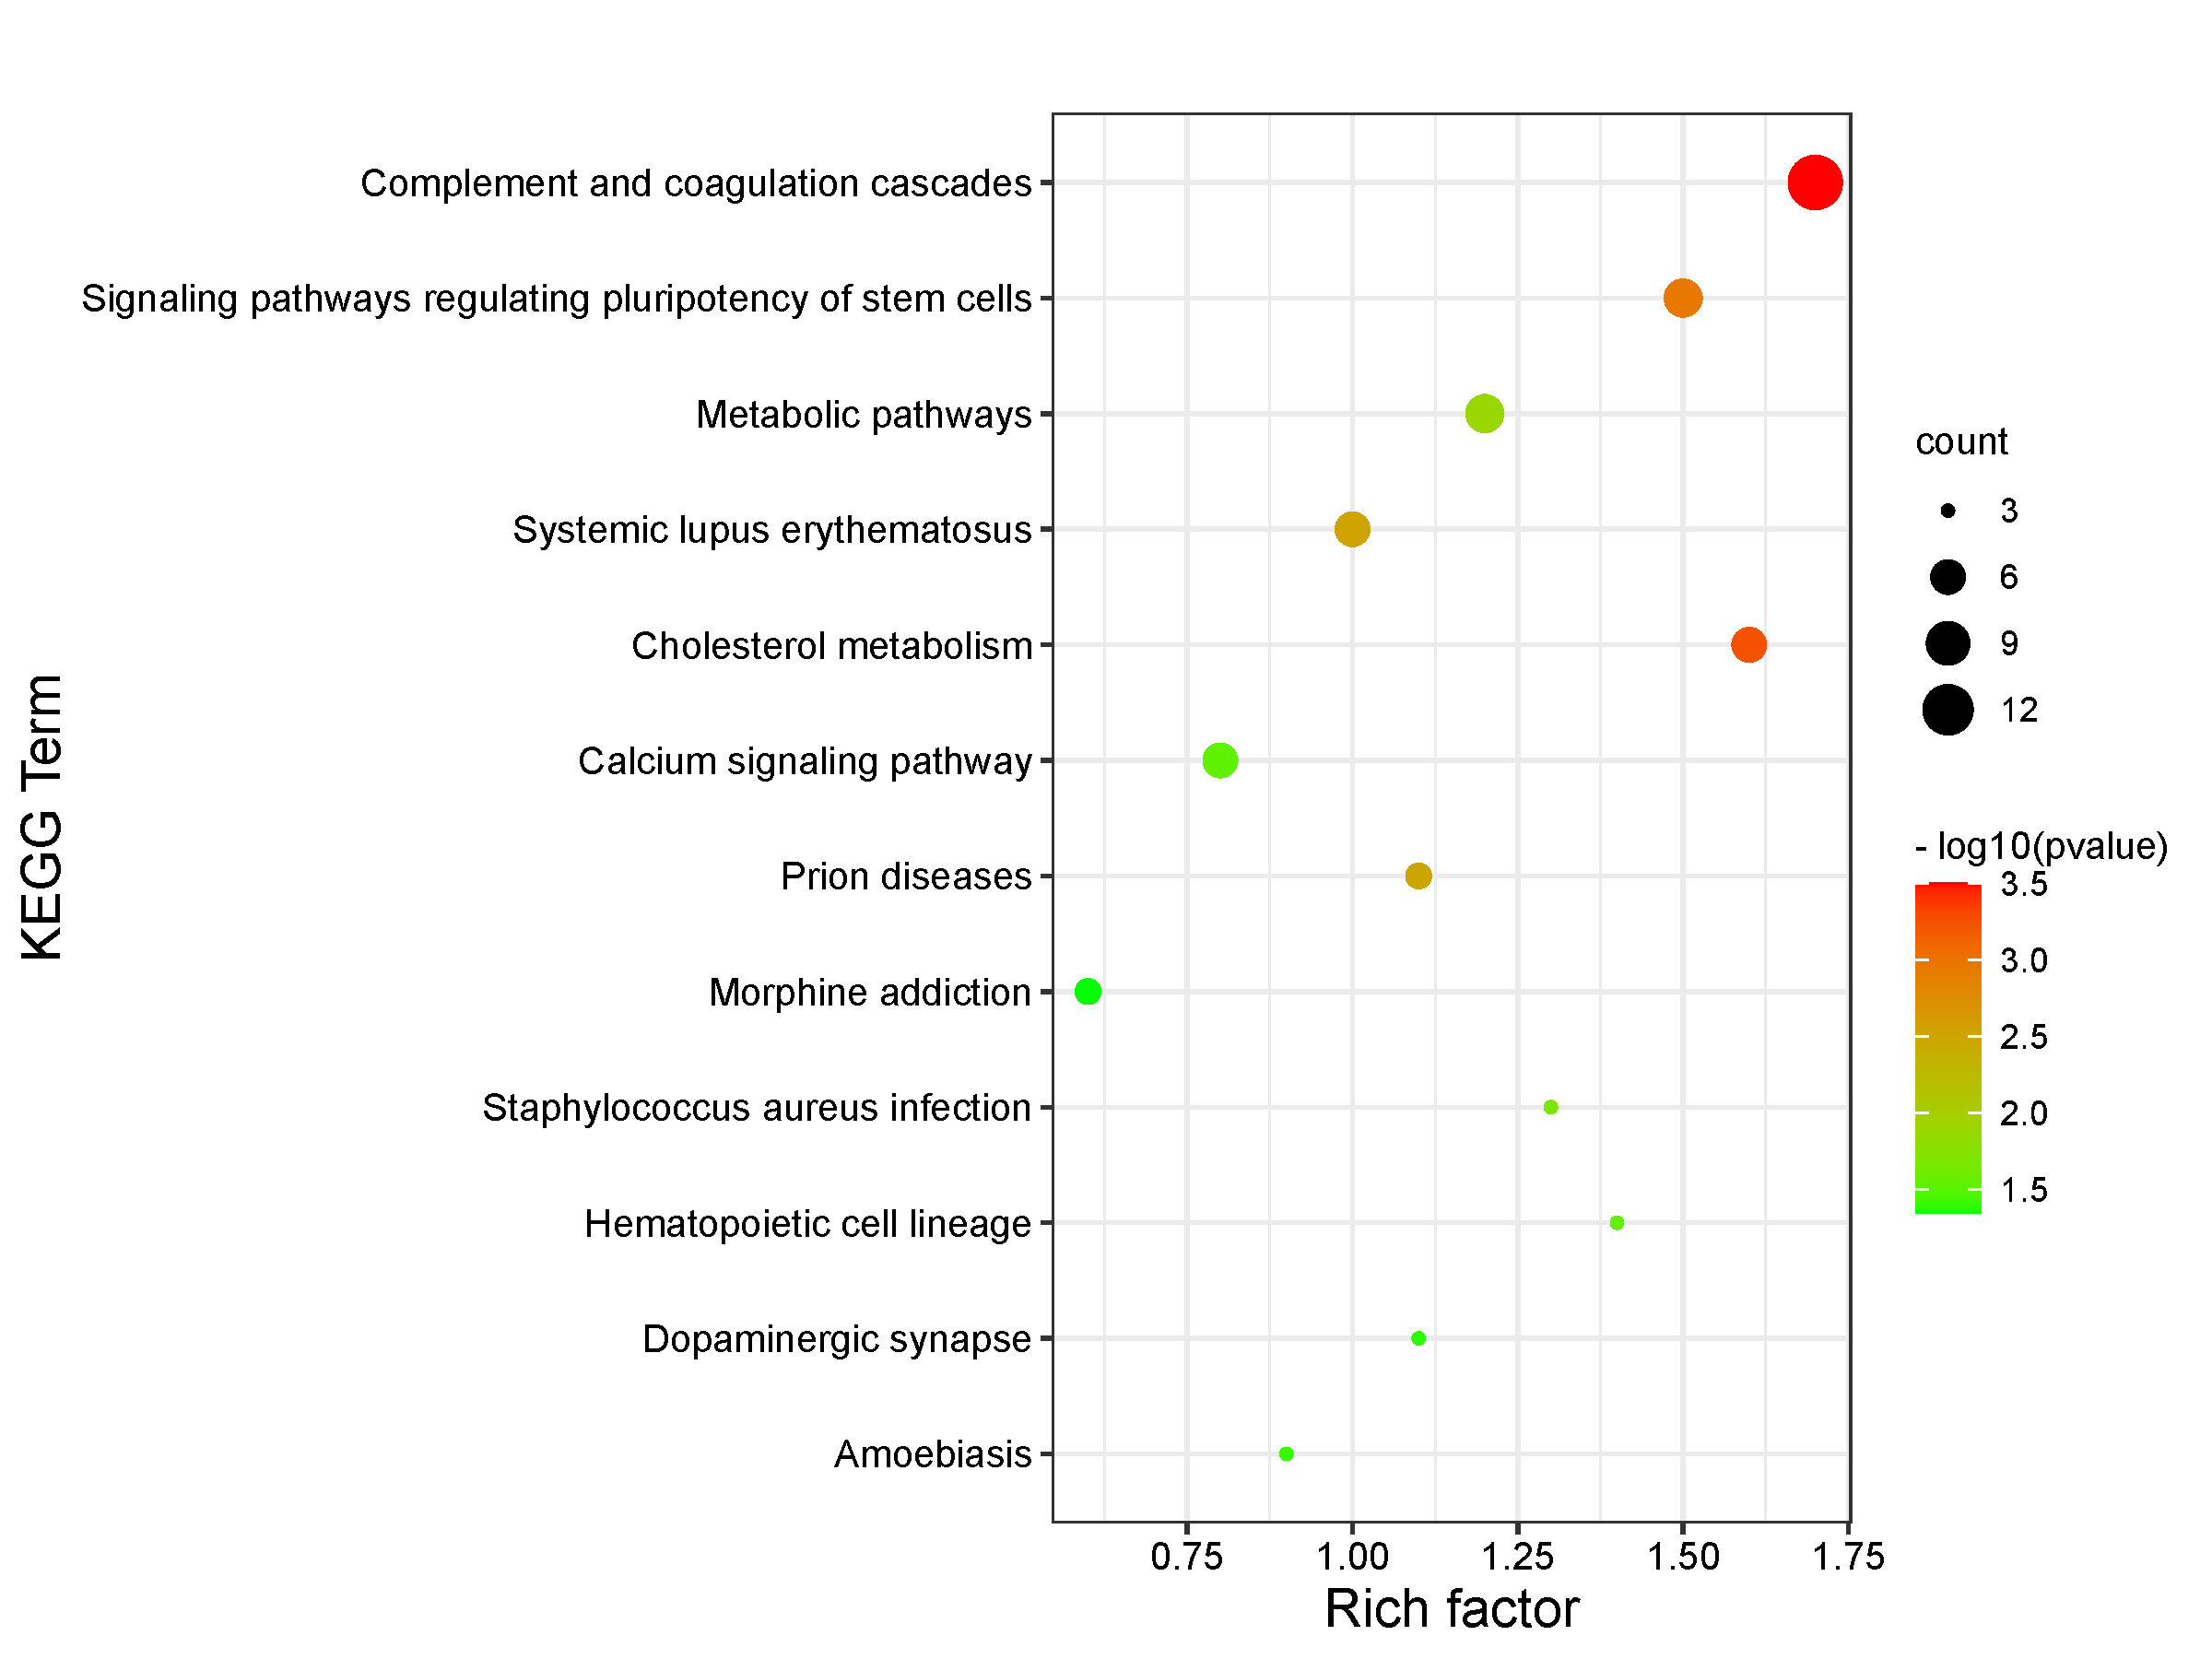 Complement and coagulation cascades
Signaling pathways regulating pluripotency of stem cells
Metabolic pathways
Systemic lupus erythematosus
Cholesterol metabolism
Calcium signaling pathway
Prion diseases
Morphine addiction
Staphylococcus aureus infection
Hematopoietic cell lineage
Dopaminergic synapse
Amoebiasis
KEGG Term
0.75 1.00 1.25 1.50 1.75
Rich factor
count
3
6
9
12
- log10(pvalue)
3.5
3.0
2.5
2.0
1.5